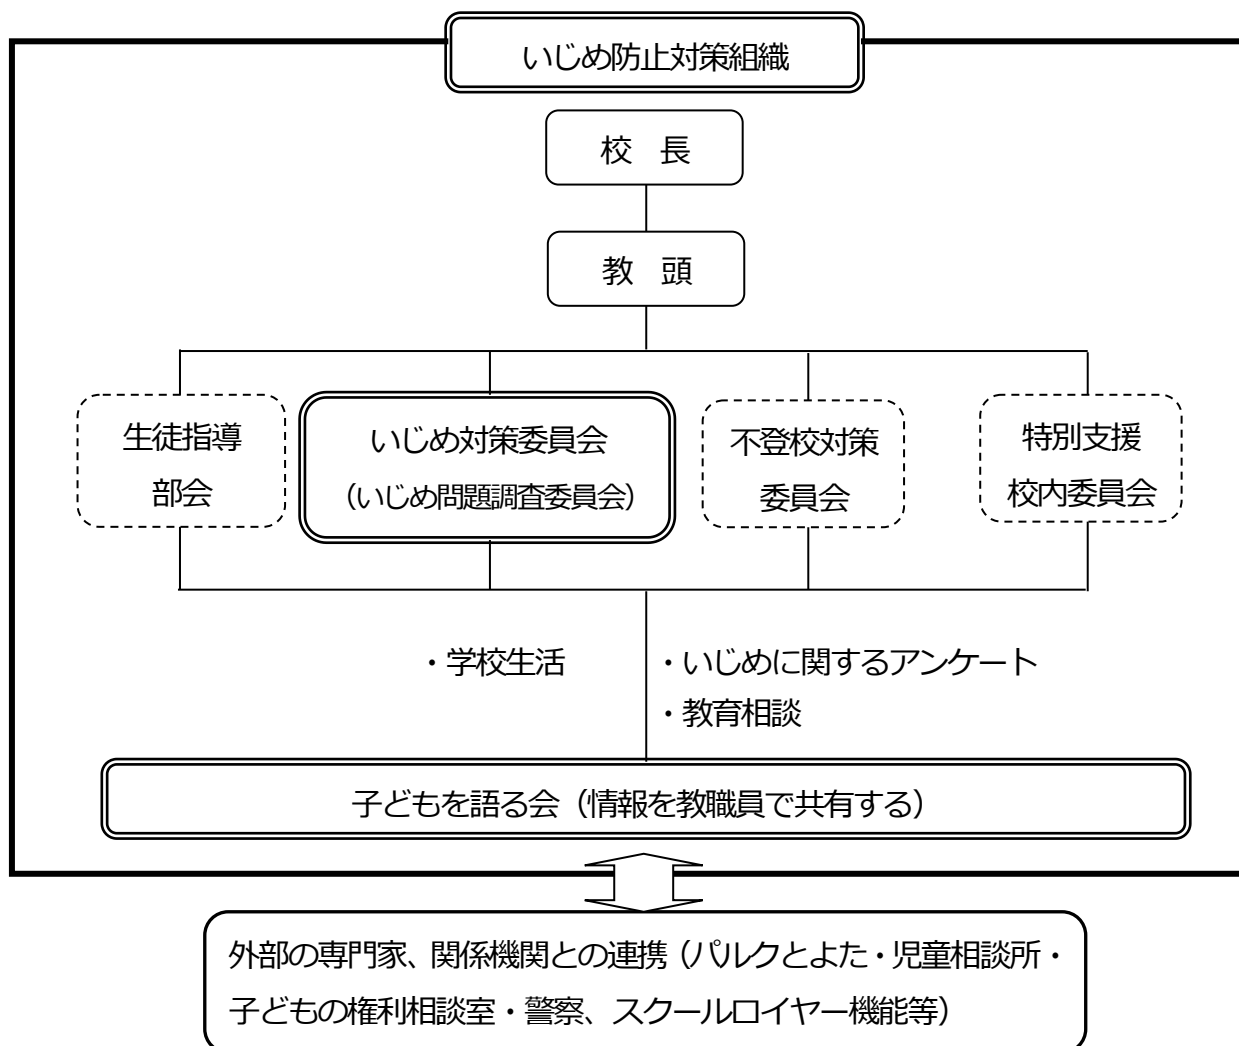 いじめ防止対策組織
校　長
教　頭
生徒指導
部会
いじめ対策委員会
（いじめ問題調査委員会）
不登校対策
委員会
特別支援
校内委員会
・学校生活
・いじめに関するアンケート
・教育相談
子どもを語る会（情報を教職員で共有する）
外部の専門家、関係機関との連携（パルクとよた・児童相談所・
子どもの権利相談室・警察、スクールロイヤー機能等）